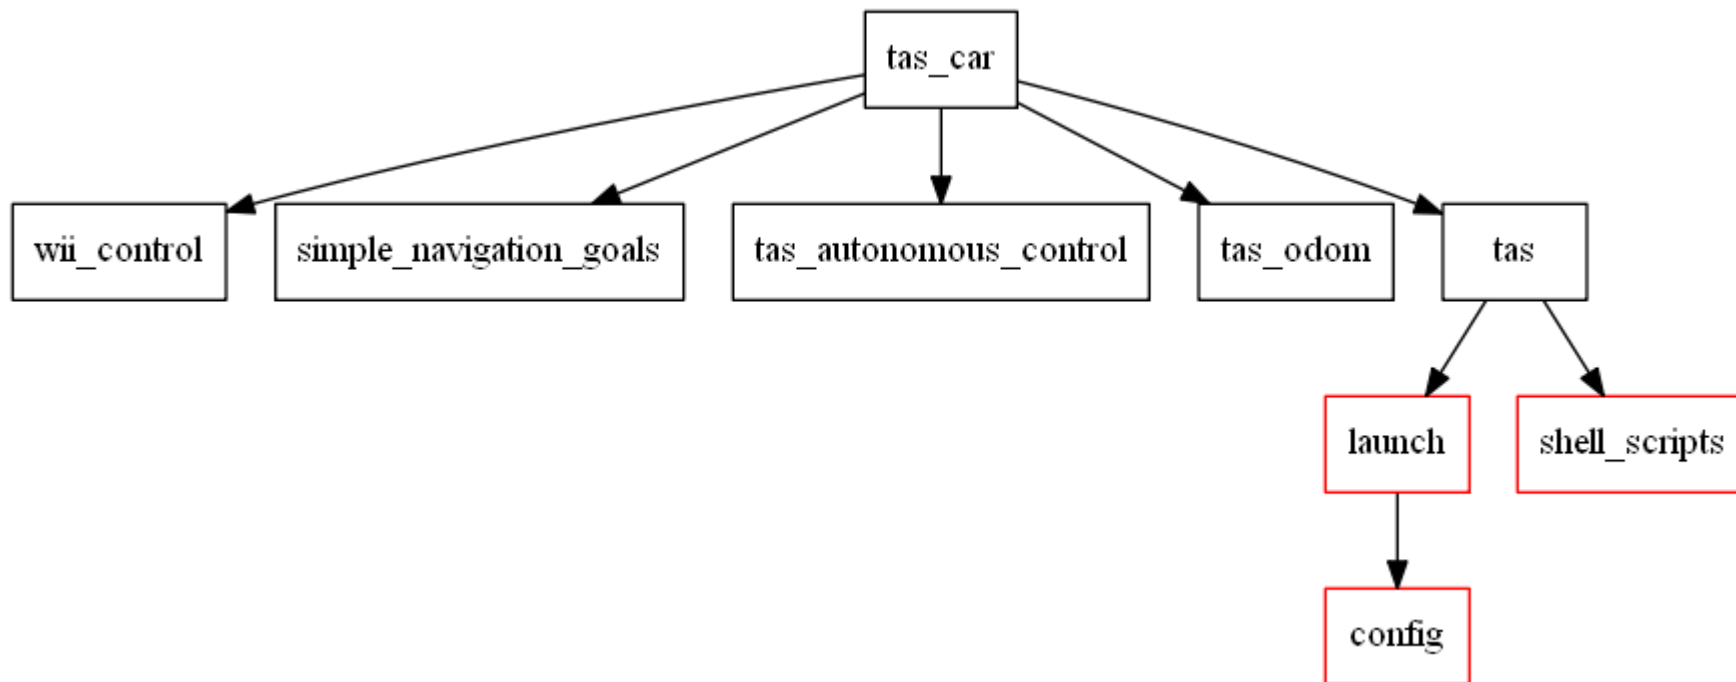 tas_car
wii_control
simple_navigation_goals
tas_autonomous_control
tas_odom
tas
launch
shell_scripts
config